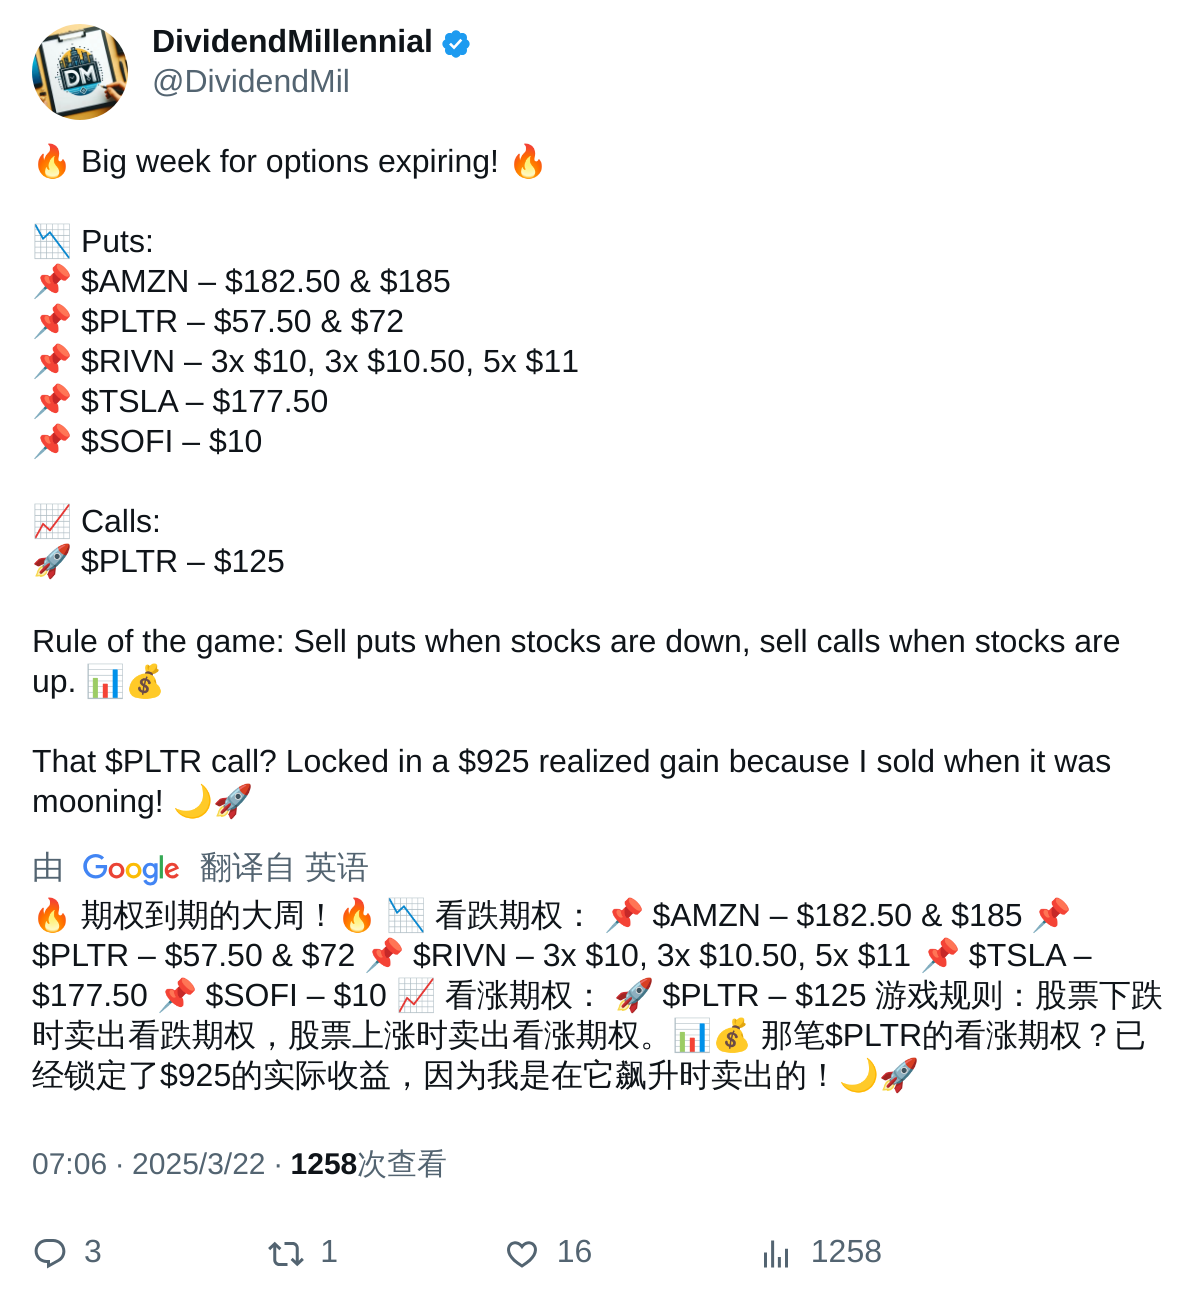 DividendMillennial
@DividendMil
DM
🔥 Big week for options expiring! 🔥
📉 Puts:
📌 $AMZN – $182.50 & $185
📌 $PLTR – $57.50 & $72
📌 $RIVN – 3x $10, 3x $10.50, 5x $11
📌 $TSLA – $177.50
📌 $SOFI – $10
📈 Calls:
🚀 $PLTR – $125
Rule of the game: Sell puts when stocks are down, sell calls when stocks are
up. 📊💰
That $PLTR call? Locked in a $925 realized gain because I sold when it was
mooning! 🌙🚀
由 Google 翻译自 英语
🔥 期权到期的大周！🔥 📉 看跌期权： 📌 $AMZN – $182.50 & $185 📌
$PLTR – $57.50 & $72 📌 $RIVN – 3x $10, 3x $10.50, 5x $11 📌 $TSLA –
$177.50 📌 $SOFI – $10 📈 看涨期权： 🚀 $PLTR – $125 游戏规则：股票下跌
时卖出看跌期权，股票上涨时卖出看涨期权。📊💰 那笔$PLTR的看涨期权？已
经锁定了$925的实际收益，因为我是在它飙升时卖出的！🌙🚀
07:06 · 2025/3/22 · 1258次查看
3 1 16 1258